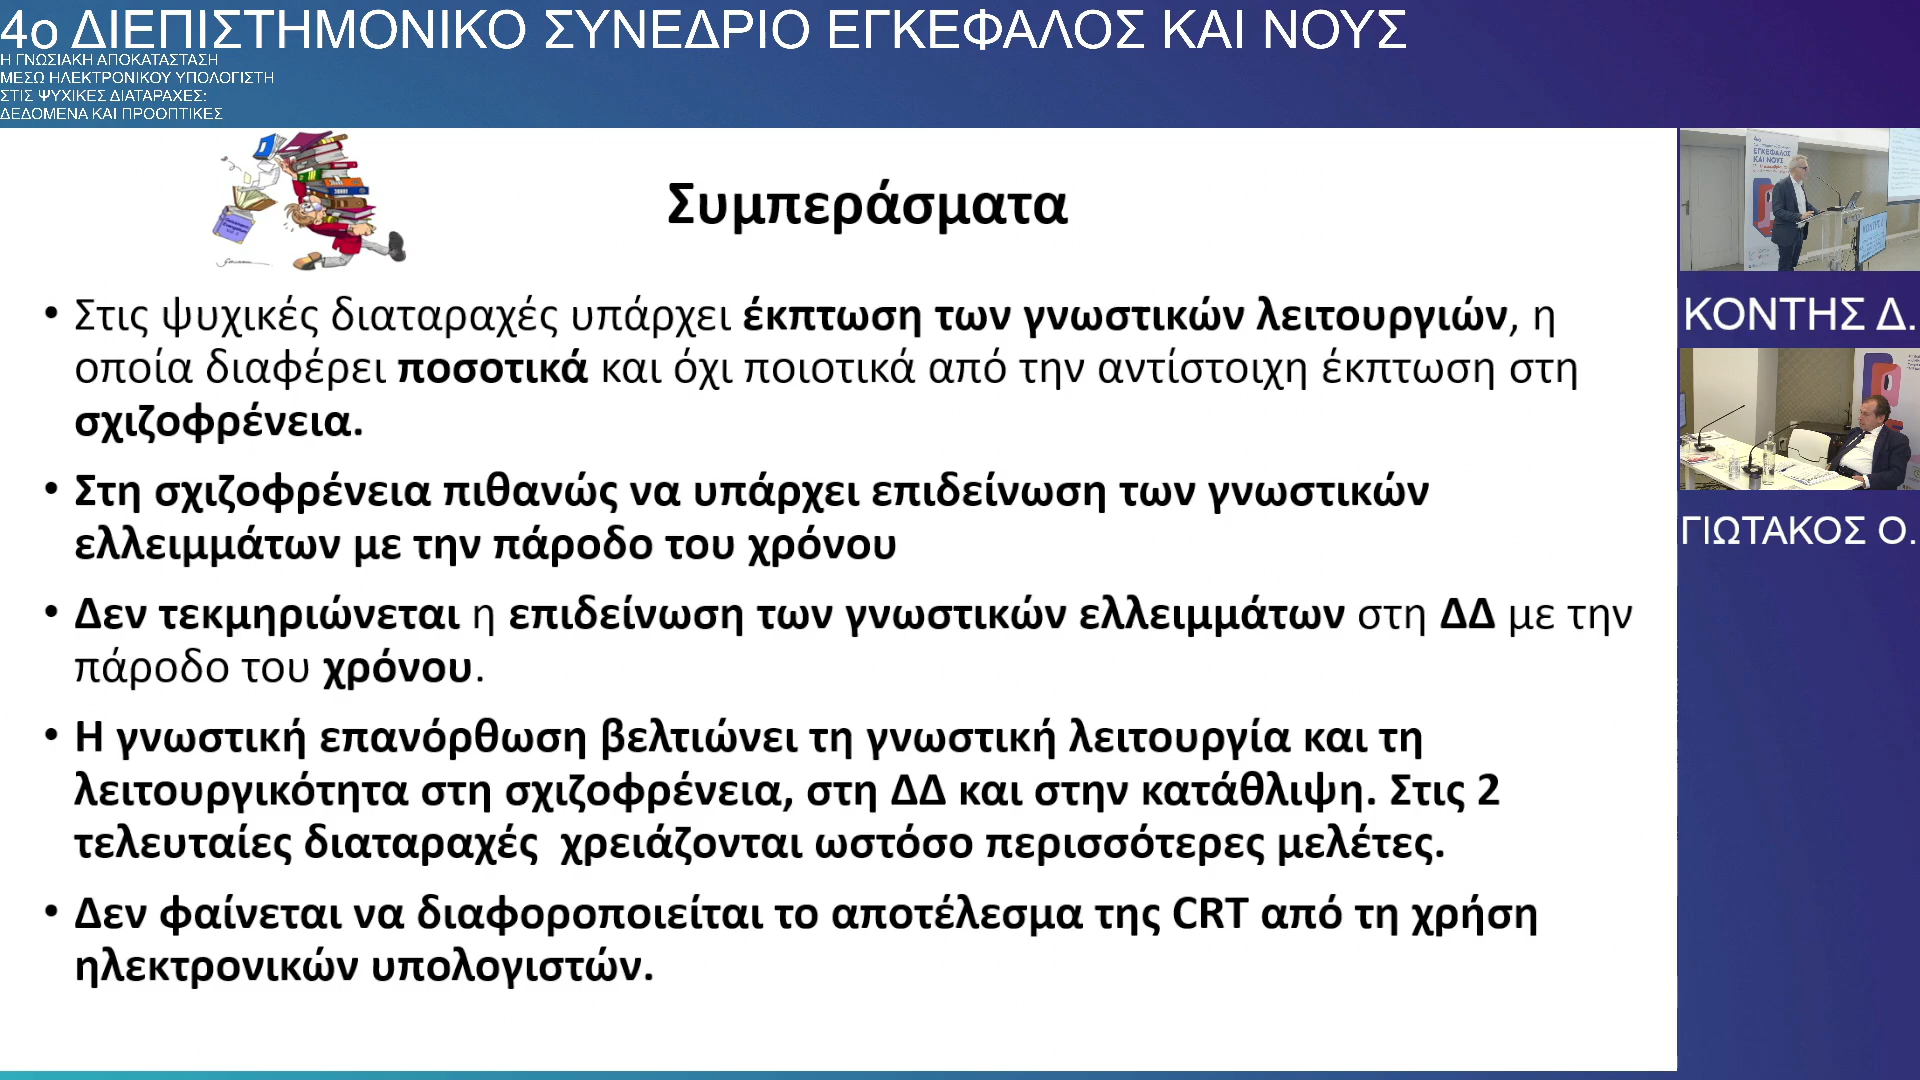 4ο ΔΙΕΠΙΣΤΗΜΟΝΙΚΟ ΣΥΝΕΔΡΙΟ ΕΓΚΕΦΑΛΟΣ ΚΑΙ ΝΟΥΣ
Η ΓΝΩΣΙΑΚΗ ΑΠΟΚΑΤΑΣΤΑΣΗ
ΜΕΣΩ ΗΛΕΚΤΡΟΝΙΚΟΥ ΥΠΟΛΟΓΙΣΤΗ
ΣΤΙΣ ΨΥΧΙΚΕΣ ΔΙΑΤΑΡΑΧΕΣ:
ΔΕΔΟΜΕΝΑ ΚΑΙ ΠΡΟΟΠΤΙΚΕΣ
Συμπεράσματα
• Στις ψυχικές διαταραχές υπάρχει έκπτωση των γνωστικών λειτουργιών, η
οποία διαφέρει ποσοτικά και όχι ποιοτικά από την αντίστοιχη έκπτωση στη
σχιζοφρένεια.
• Στη σχιζοφρένεια πιθανώς να υπάρχει επιδείνωση των γνωστικών
ελλειμμάτων με την πάροδο του χρόνου
• Δεν τεκμηριώνεται η επιδείνωση των γνωστικών ελλειμμάτων στη ΔΔ με την
πάροδο του χρόνου.
• Η γνωστική επανόρθωση βελτιώνει τη γνωστική λειτουργία και τη
λειτουργικότητα στη σχιζοφρένεια, στη ΔΔ και στην κατάθλιψη. Στις 2
τελευταίες διαταραχές  χρειάζονται ωστόσο περισσότερες μελέτες.
• Δεν φαίνεται να διαφοροποιείται το αποτέλεσμα της CRT από τη χρήση
ηλεκτρονικών υπολογιστών.
ΕΓΚΕΦΑΛΟΣ
ΚΑΙ ΝΟΥΣ
ΚΟΝΤΗΣ Δ.
ΓΙΩΤΑΚΟΣ Ο.